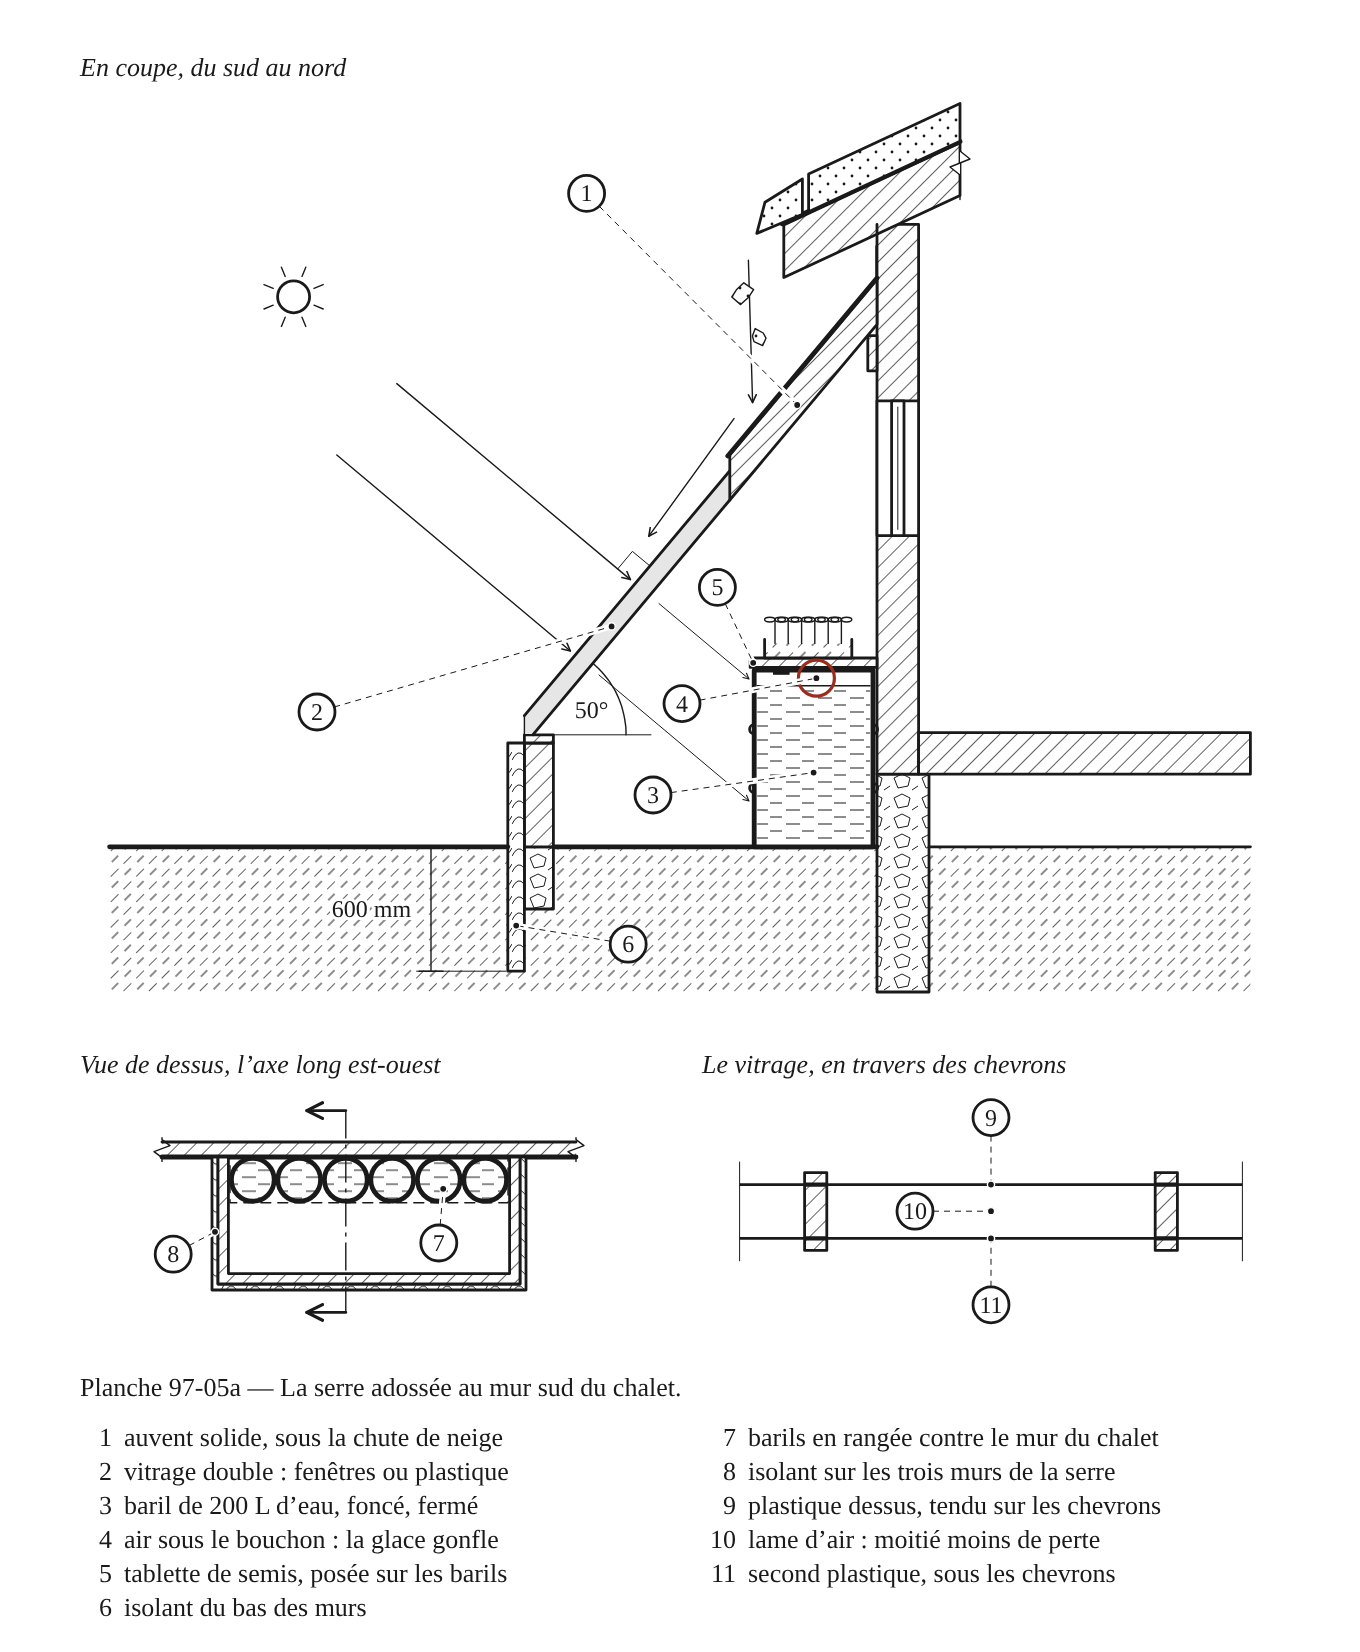 En coupe, du sud au nord
1
5
50°
2
4
3
600 mm
6
Vue de dessus, l’axe long est-ouest
8
7
Le vitrage, en travers des chevrons
9
10
11
Planche 97-05a — La serre adossée au mur sud du chalet.
1 auvent solide, sous la chute de neige
2 vitrage double : fenêtres ou plastique
3 baril de 200 L d’eau, foncé, fermé
4 air sous le bouchon : la glace gonfle
5 tablette de semis, posée sur les barils
6 isolant du bas des murs
7 barils en rangée contre le mur du chalet
8 isolant sur les trois murs de la serre
9 plastique dessus, tendu sur les chevrons
10 lame d’air : moitié moins de perte
11 second plastique, sous les chevrons